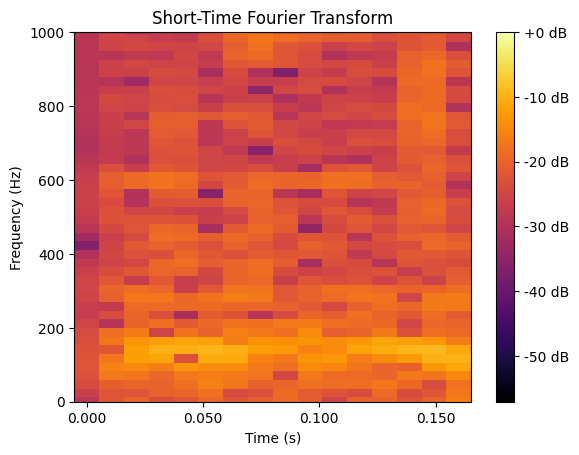 Short-Time Fourier Transform
1000
800
600
400
200
0
Frequency (Hz)
0.000
0.050
0.100
0.150
Time (s)
+0 dB
-10 dB
-20 dB
-30 dB
-40 dB
-50 dB